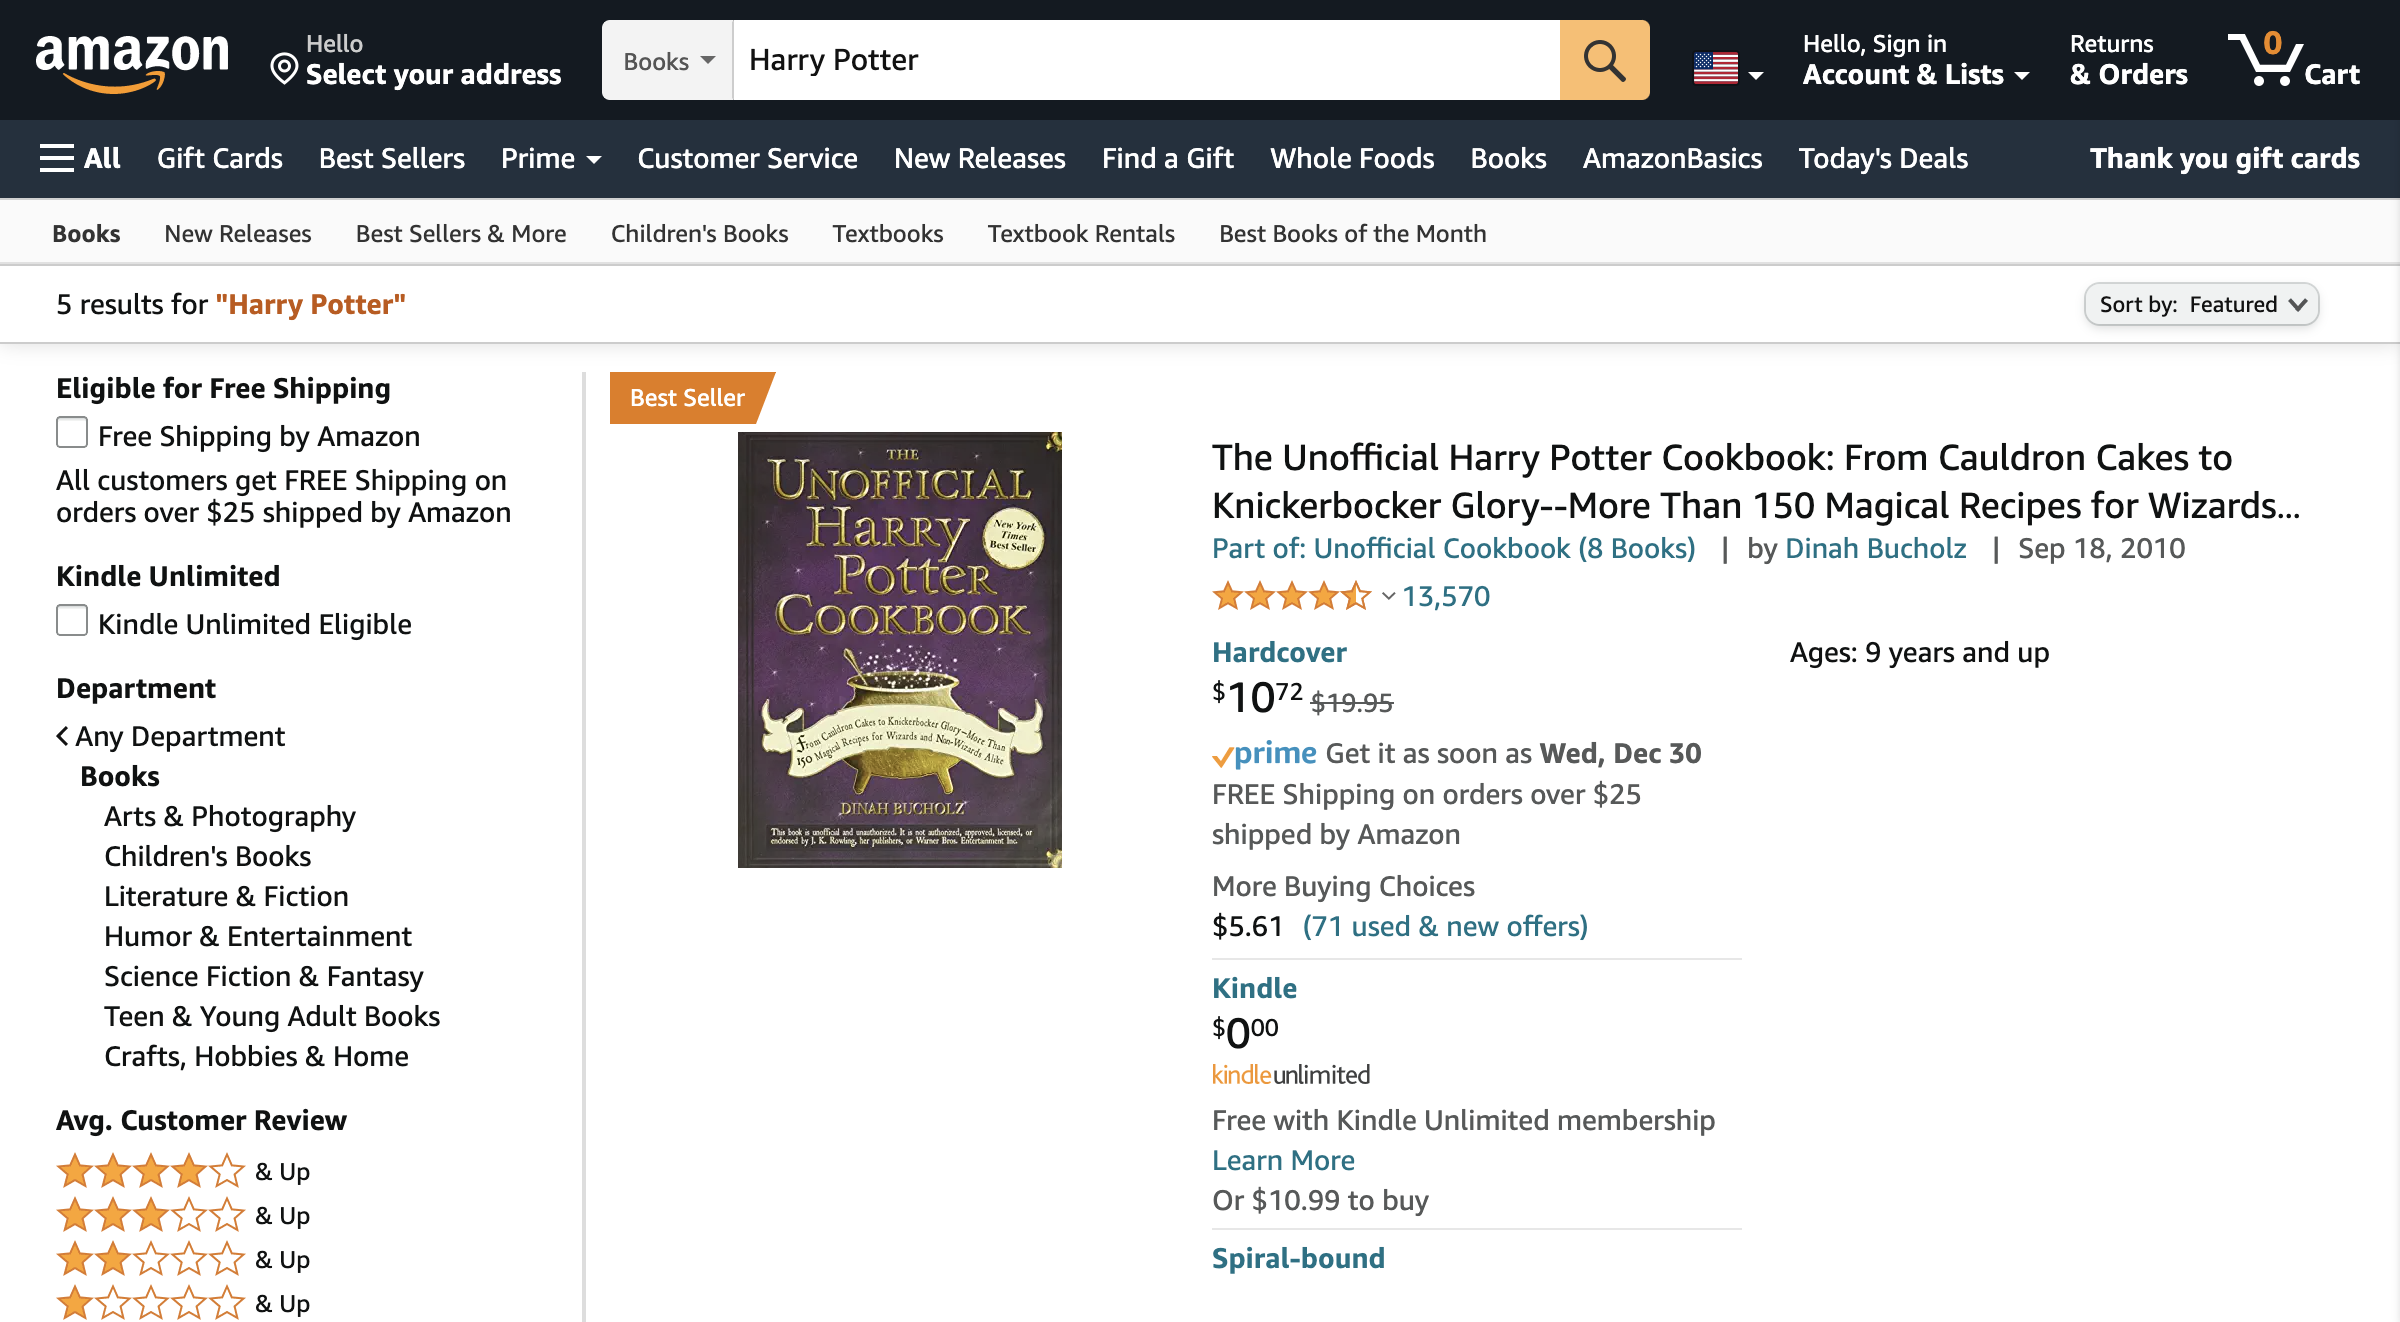 amazon
Hello
Select your address
Books
Harry Potter
Hello, Sign in
Account & Lists
Returns
& Orders
0
Cart
All
Gift Cards
Best Sellers
Prime
Customer Service
New Releases
Find a Gift
Whole Foods
Books
AmazonBasics
Today's Deals
Thank you gift cards
Books
New Releases
Best Sellers & More
Children's Books
Textbooks
Textbook Rentals
Best Books of the Month
5 results for "Harry Potter"
Sort by: Featured
Eligible for Free Shipping
Free Shipping by Amazon
All customers get FREE Shipping on
orders over $25 shipped by Amazon
Kindle Unlimited
Kindle Unlimited Eligible
Department
Any Department
Books
Arts & Photography
Children's Books
Literature & Fiction
Humor & Entertainment
Science Fiction & Fantasy
Teen & Young Adult Books
Crafts, Hobbies & Home
Avg. Customer Review
& Up
& Up
& Up
& Up
Best Seller
THE
UNOFFICIAL
HARRY
POTTER
COOKBOOK
New York
Times
Best Seller
From Cauldron Cakes to Knickerbocker Glory—More Than
150 Magical Recipes for Wizards and Non-Wizards Alike
DINAH BUCHOLZ
This book is unofficial and unauthorized. It is not authorized, approved, licensed, or
endorsed by J. K. Rowling, her publishers, or Warner Bros. Entertainment Inc.
The Unofficial Harry Potter Cookbook: From Cauldron Cakes to
Knickerbocker Glory--More Than 150 Magical Recipes for Wizards...
Part of: Unofficial Cookbook (8 Books) | by Dinah Bucholz | Sep 18, 2010
13,570
Hardcover
Ages: 9 years and up
$10.72 $19.95
prime Get it as soon as Wed, Dec 30
FREE Shipping on orders over $25
shipped by Amazon
More Buying Choices
$5.61 (71 used & new offers)
Kindle
$0.00
kindleunlimited
Free with Kindle Unlimited membership
Learn More
Or $10.99 to buy
Spiral-bound